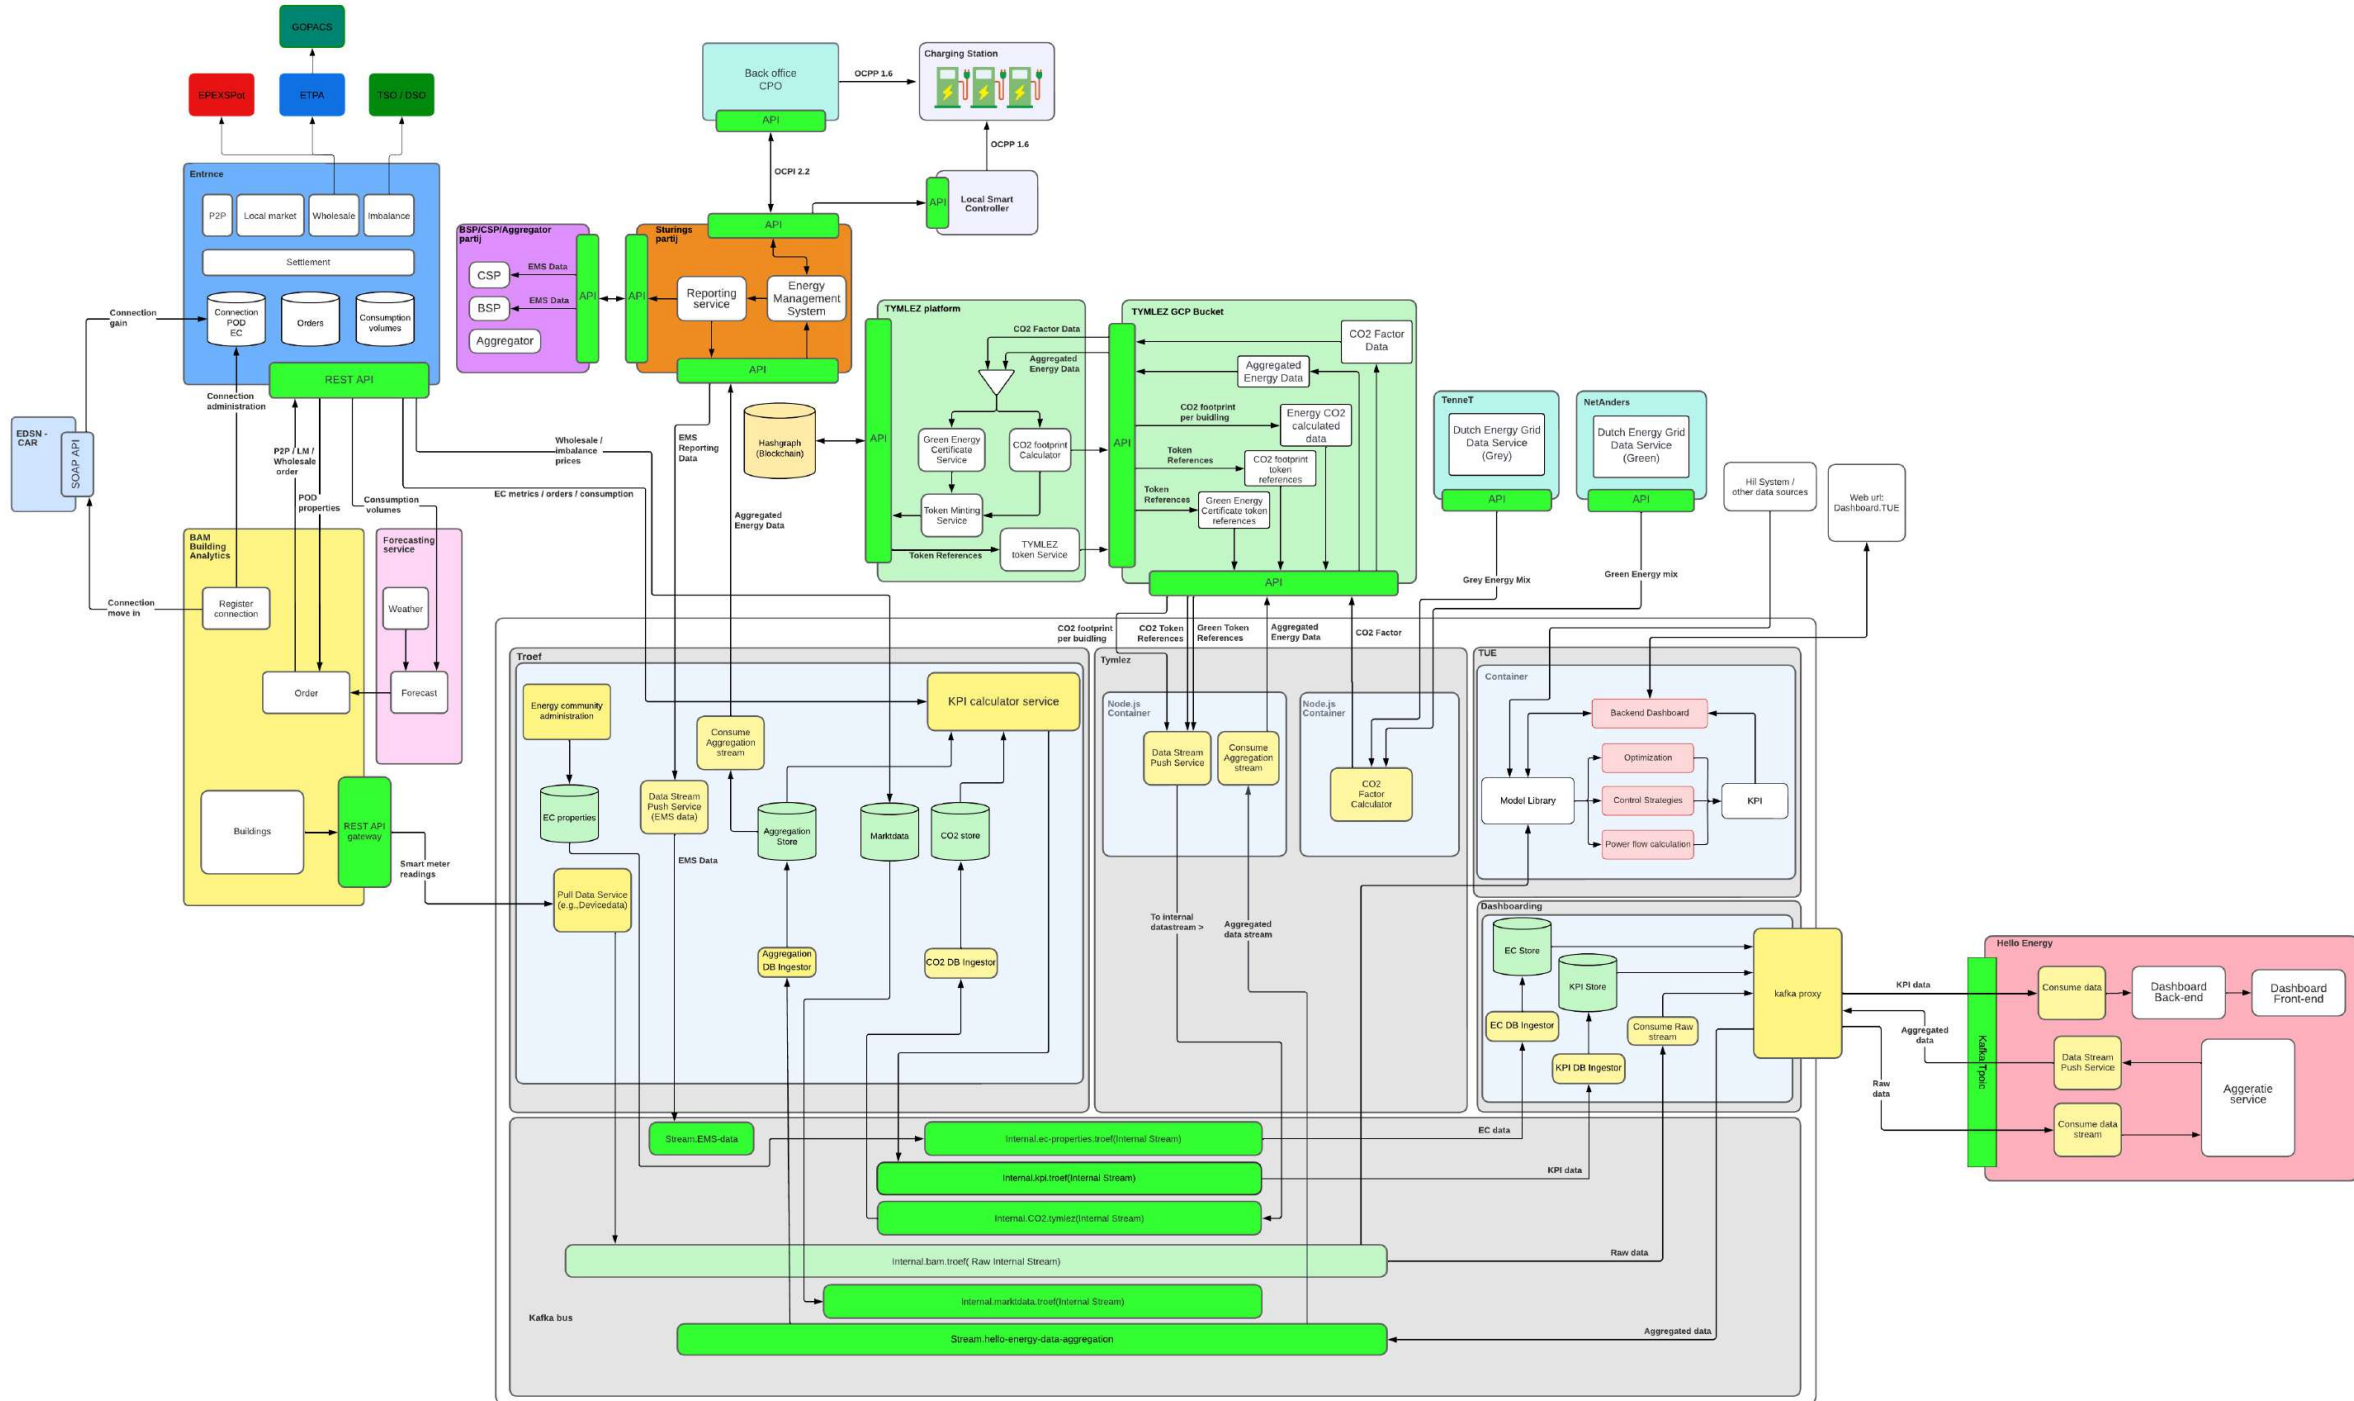 GOPACS
EPEXSPot
ETPA
TSO / DSO
Entrnce
P2P
Local market
Wholesale
Imbalance
Settlement
Connection
POD
EC
Orders
Consumption
volumes
REST API
Connection
gain
Connection
administration
EDSN -
CAR
SOAP API
Connection
move in
P2P / LM /
Wholesale
order
POD
properties
Consumption
volumes
EC metrics / orders / consumption
Wholesale /
imbalance
prices
BAM
Building
Analytics
Register
connection
Order
Buildings
REST API
gateway
Smart meter
readings
Forecasting
service
Weather
Forecast
Back office
CPO
API
OCPP 1.6
Charging Station
OCPP 1.6
OCPI 2.2
API
Local Smart
Controller
BSP/CSP/Aggregator
partij
CSP
EMS Data
BSP
EMS Data
Aggregator
API
API
Sturings
partij
API
Reporting
service
Energy
Management
System
API
EMS
Reporting
Data
Aggregated
Energy Data
Hashgraph
(Blockchain)
TYMLEZ platform
API
CO2 Factor Data
Aggregated
Energy Data
Green Energy
Certificate
Service
CO2 footprint
Calculator
Token Minting
Service
Token References
TYMLEZ
token Service
TYMLEZ GCP Bucket
API
CO2 Factor
Data
Aggregated
Energy Data
CO2 footprint
per buidling
Energy CO2
calculated
data
Token
References
CO2 footprint
token
references
Token
References
Green Energy
Certificate token
references
API
TenneT
Dutch Energy Grid
Data Service
(Grey)
API
NetAnders
Dutch Energy Grid
Data Service
(Green)
API
Hil System /
other data sources
Web url:
Dashboard.TUE
Grey Energy Mix
Green Energy mix
CO2 footprint
per buidling
CO2 Token
References
Green Token
References
Aggregated
Energy Data
CO2 Factor
Troef
Energy community
administration
EC properties
Pull Data Service
(e.g.,Devicedata)
Data Stream
Push Service
(EMS data)
EMS Data
Consume
Aggregation
stream
KPI calculator service
Aggregation
Store
Marktdata
CO2 store
Aggregation
DB Ingestor
CO2 DB Ingestor
Tymlez
Node.js
Container
Data Stream
Push Service
Consume
Aggregation
stream
Node.js
Container
CO2
Factor
Calculator
To internal
datastream >
Aggregated
data stream
TUE
Container
Backend Dashboard
Optimization
Model Library
Control Strategies
KPI
Power flow calculation
Dashboarding
EC Store
KPI Store
EC DB Ingestor
Consume Raw
stream
KPI DB Ingestor
kafka proxy
KPI data
Aggregated
data
Raw
data
Kafka Tpoic
Hello Energy
Consume data
Dashboard
Back-end
Dashboard
Front-end
Data Stream
Push Service
Consume data
stream
Aggeratie
service
Kafka bus
Stream.EMS-data
Internal.ec-properties.troef(Internal Stream)
EC data
Internal.kpi.troef(Internal Stream)
KPI data
Internal.CO2.tymlez(Internal Stream)
Internal.bam.troef( Raw Internal Stream)
Raw data
Internal.marktdata.troef(Internal Stream)
Stream.hello-energy-data-aggregation
Aggregated data